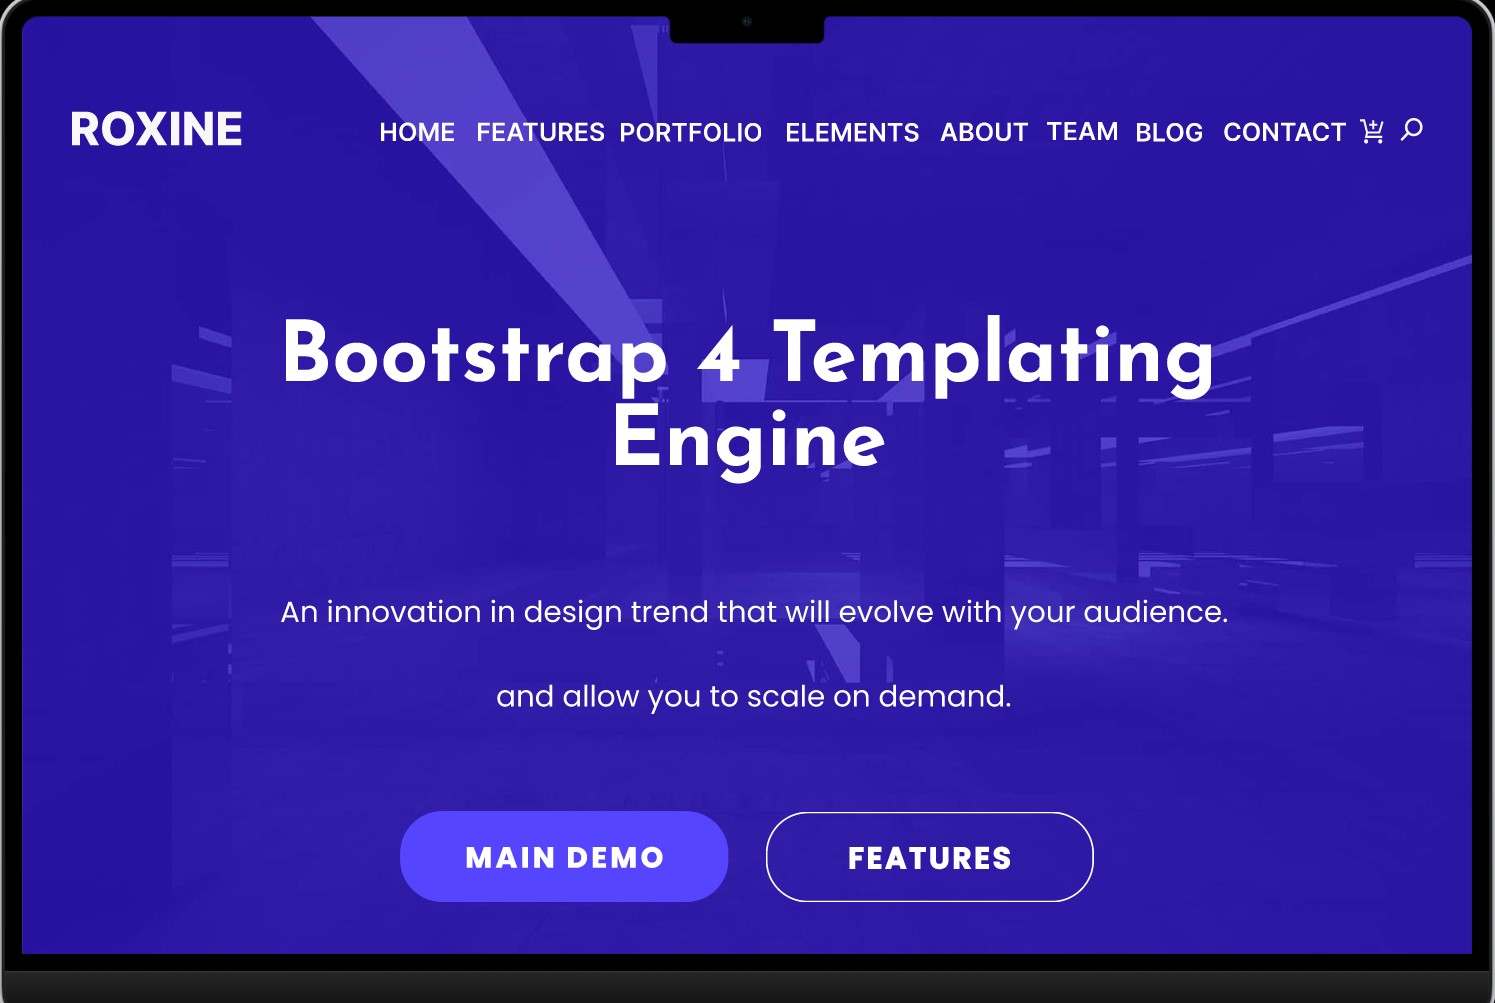 ROXINE
HOME FEATURES PORTFOLIO ELEMENTS ABOUT TEAM BLOG CONTACT
Bootstrap 4 Templating
Engine
An innovation in design trend that will evolve with your audience.
and allow you to scale on demand.
MAIN DEMO
FEATURES